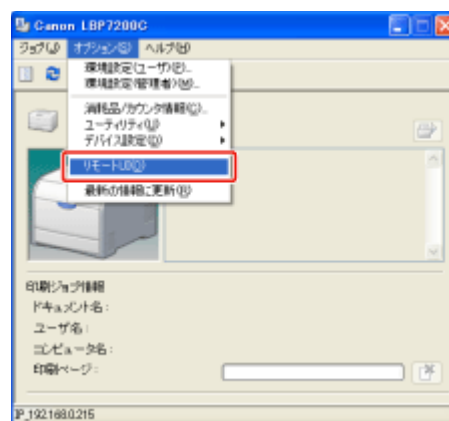 Canon LBP7200C
ジョブ(J) オプション(S) ヘルプ(H)
環境設定(ユーザ)(E)...
環境設定(管理者)(M)...
消耗品/カウンタ情報(C)...
ユーティリティ(U)
デバイス設定(D)
リモートUI(O)
最新の情報に更新(R)
印刷ジョブ情報
ドキュメント名:
ユーザ名:
コンピュータ名:
印刷ページ:
IP_192.168.0.215